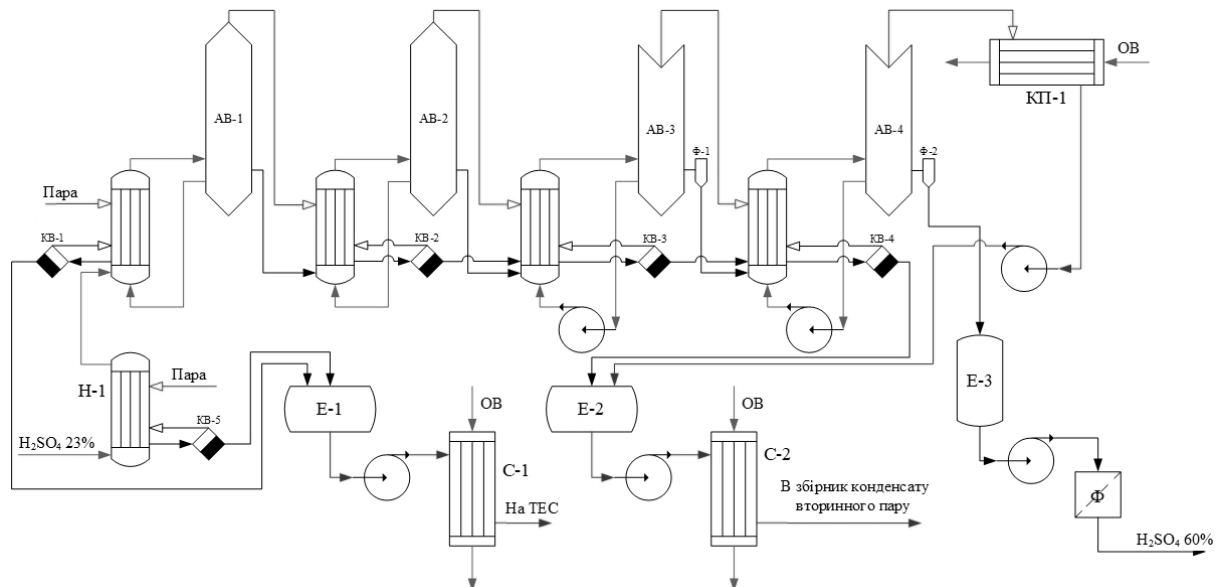 АВ-1
АВ-2
АВ-3
АВ-4
ОВ
КП-1
Ф-1
Ф-2
Пара
КВ-1
КВ-2
КВ-3
КВ-4
Н-1
Пара
КВ-5
H₂SO₄ 23%
Е-1
Е-2
Е-3
ОВ
С-1
На ТЕС
ОВ
С-2
В збірник конденсату
вторинного пару
Ф
H₂SO₄ 60%